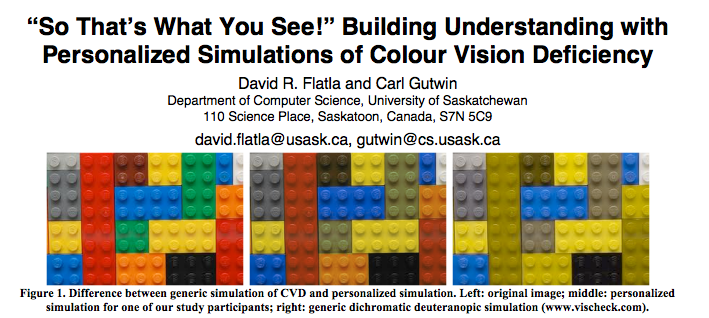 “So That’s What You See!” Building Understanding with
Personalized Simulations of Colour Vision Deficiency
David R. Flatla and Carl Gutwin
Department of Computer Science, University of Saskatchewan
110 Science Place, Saskatoon, Canada, S7N 5C9
david.flatla@usask.ca, gutwin@cs.usask.ca
Figure 1. Difference between generic simulation of CVD and personalized simulation. Left: original image; middle: personalized
simulation for one of our study participants; right: generic dichromatic deuteranopic simulation (www.vischeck.com).